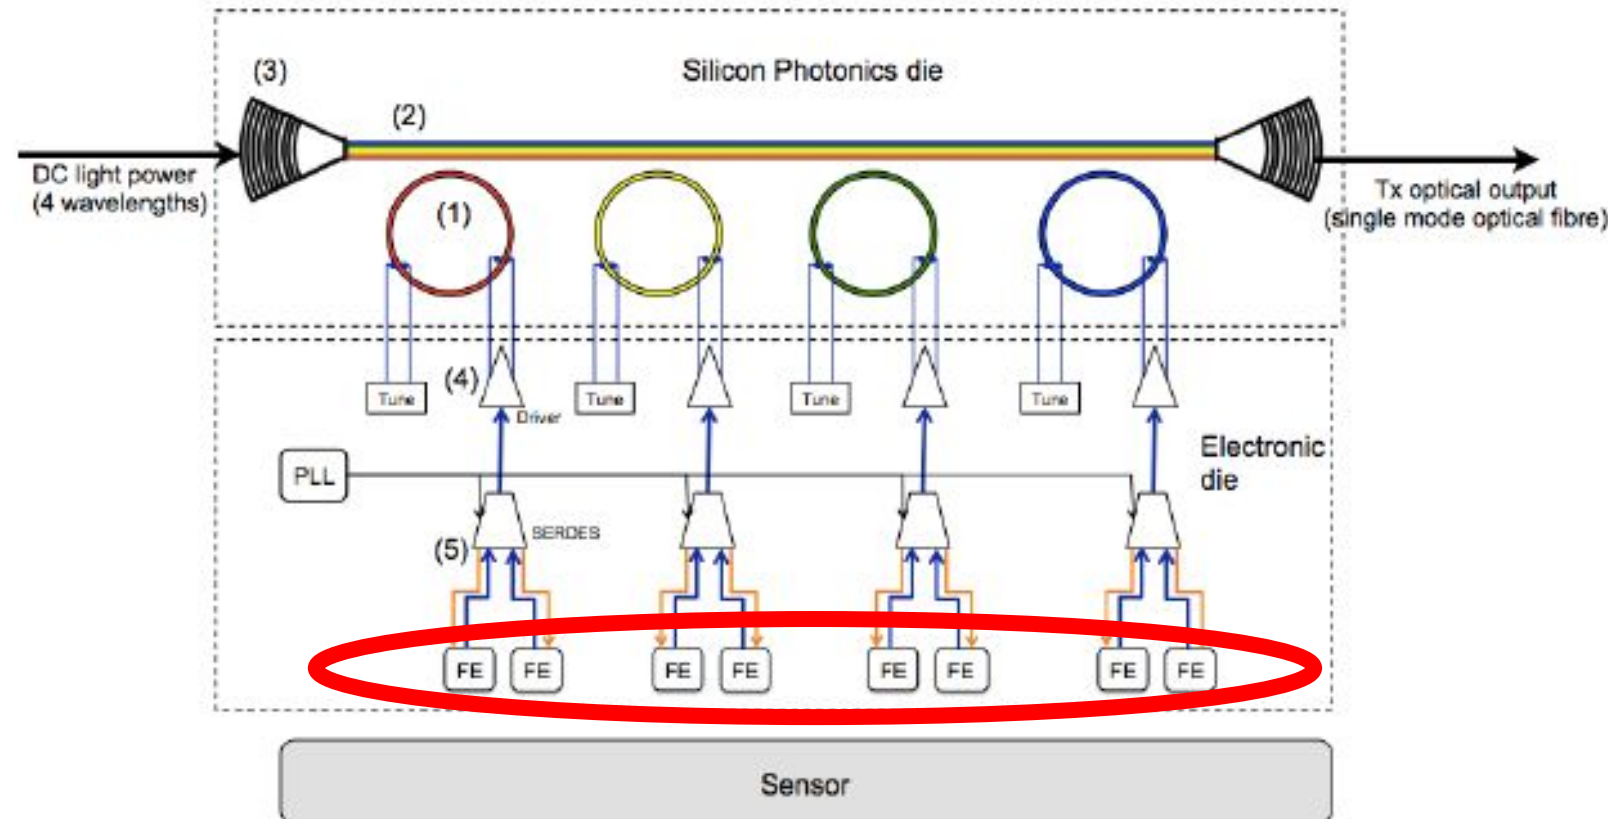 (3)
Silicon Photonics die
(2)
DC light power
(4 wavelengths)
Tx optical output
(single mode optical fibre)
(1)
(4)
Tune
Tune
Tune
Tune
Driver
Electronic
die
PLL
SERDES
(5)
FE
FE
FE
FE
FE
FE
FE
FE
Sensor